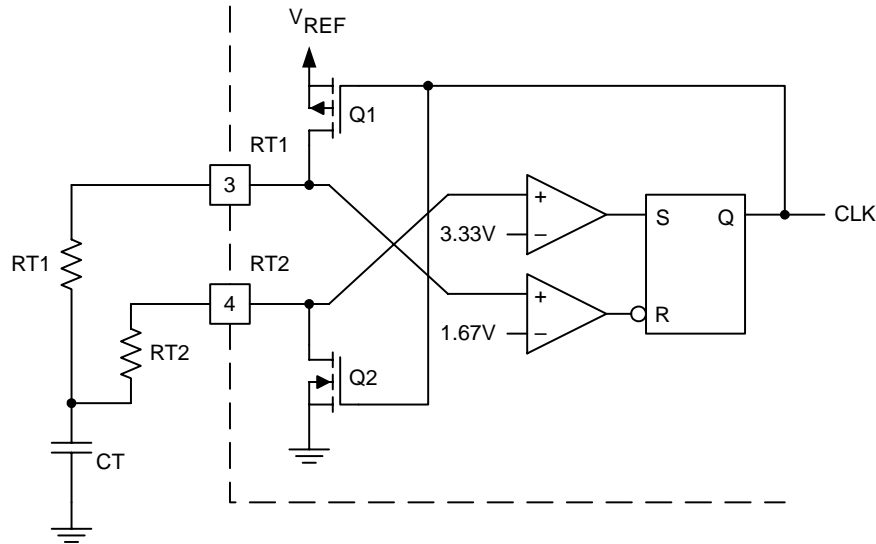 VREF
Q1
RT1
3
RT1
RT2
4
RT2
Q2
CT
+
3.33V
−
+
1.67V
−
S
Q
R
CLK